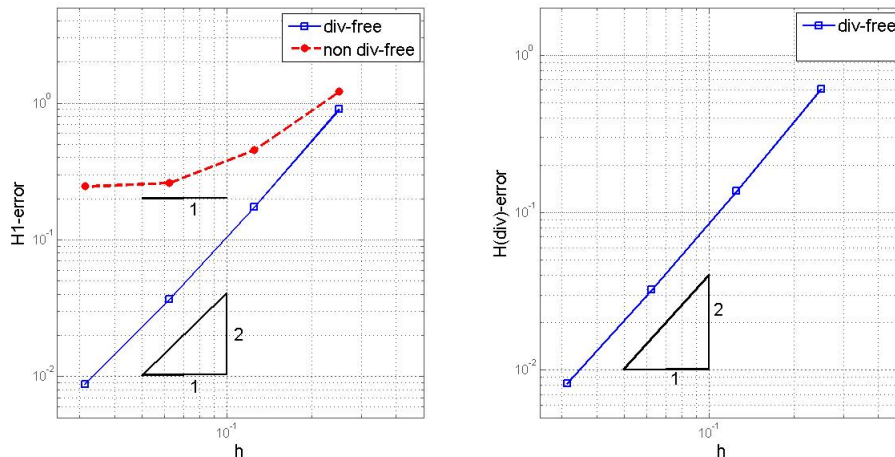 div-free
non div-free
10^0
10^-1
10^-2
H1-error
1
2
1
10^-1
h
div-free
10^0
10^-1
10^-2
H(div)-error
2
1
10^-1
h